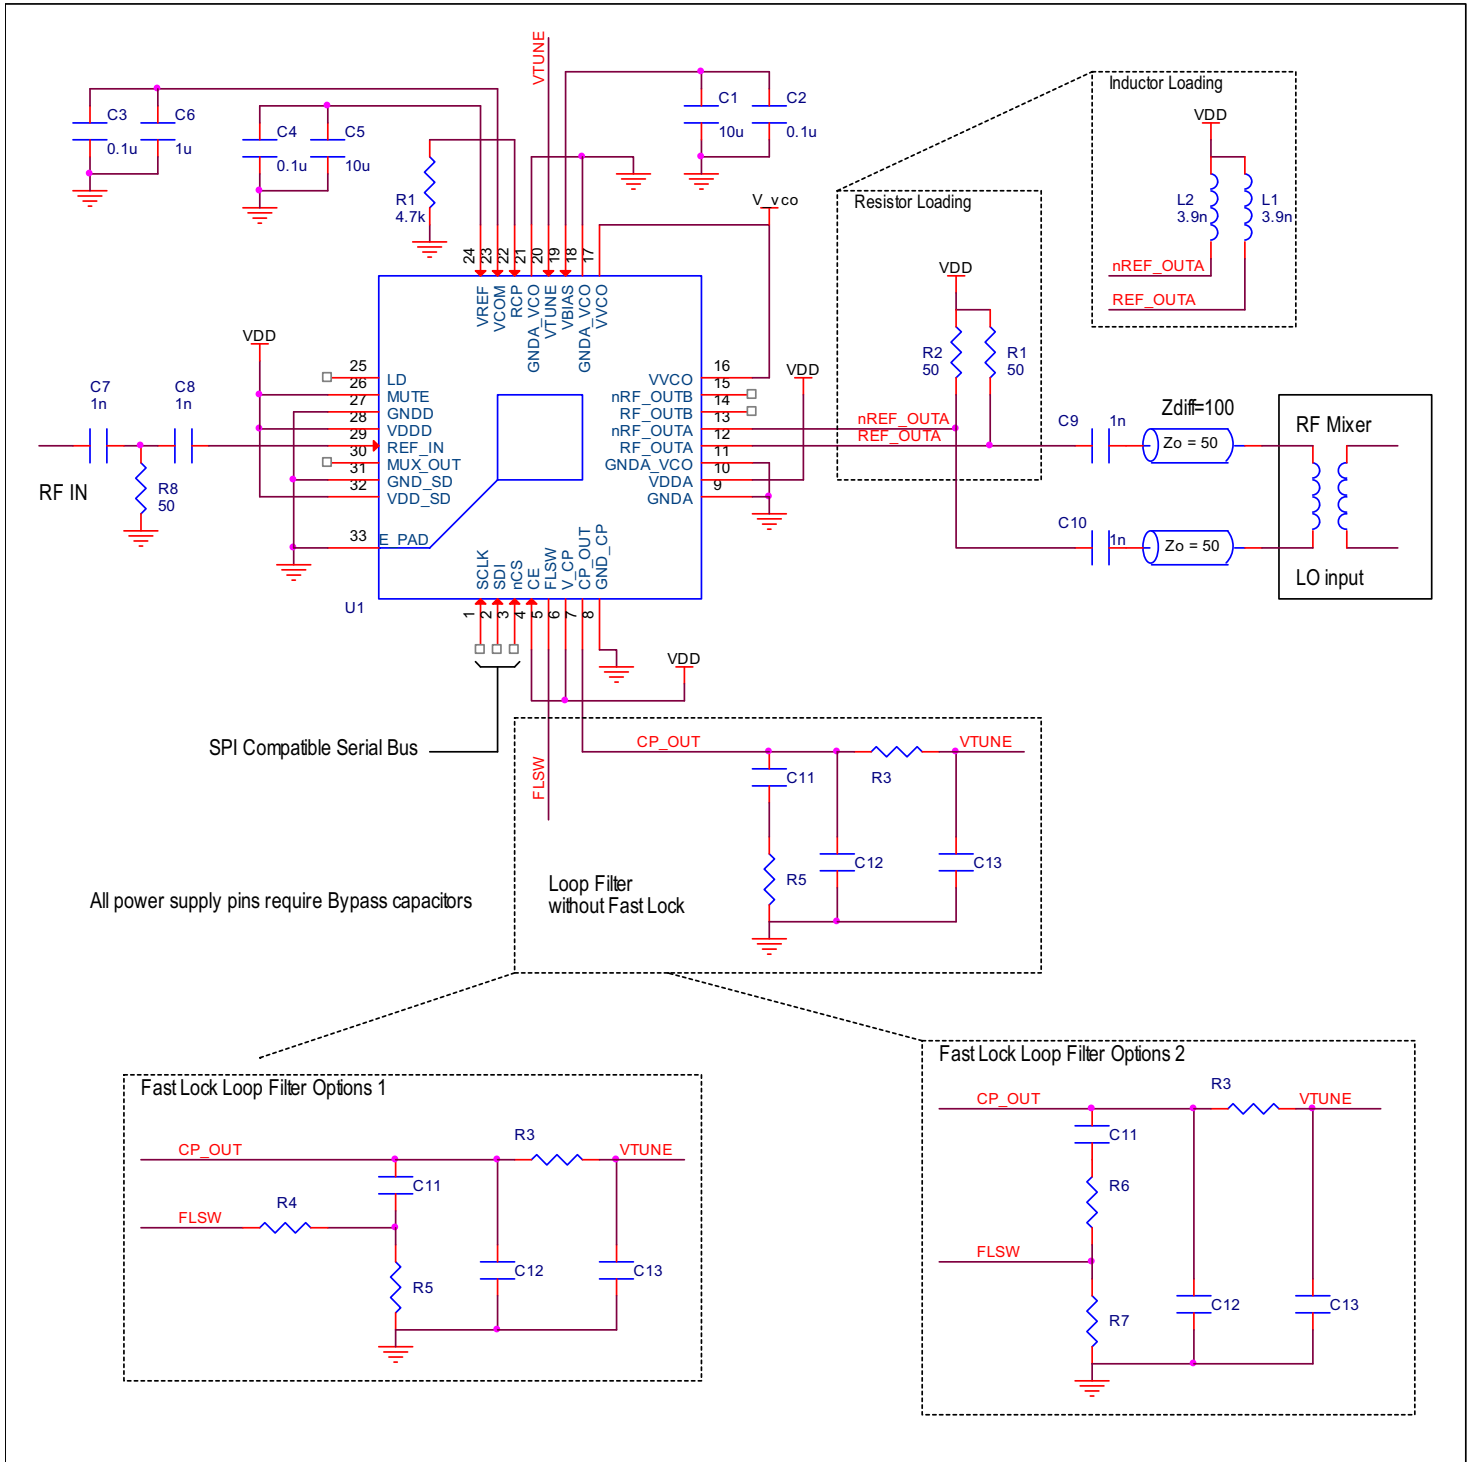 VTUNE
C3
0.1u
C6
1u
C4
0.1u
C5
10u
R1
4.7k
C1
10u
C2
0.1u
V_vco
Inductor Loading
VDD
L2
3.9n
L1
3.9n
nREF_OUTA
REF_OUTA
Resistor Loading
VDD
R2
50
R1
50
24
23
22
21
20
19
18
17
VREF
VCOM
RCP
GNDA_VCO
VTUNE
VBIAS
GNDA_VCO
VVCO
VDD
25
LD
26
MUTE
27
GNDD
28
VDDD
29
REF_IN
30
MUX_OUT
31
GND_SD
32
VDD_SD
33
E_PAD
C7
1n
C8
1n
RF IN
R8
50
16
VVCO
15
nRF_OUTB
14
RF_OUTB
13
nRF_OUTA
12
RF_OUTA
11
GNDA_VCO
10
VDDA
9
GNDA
VDD
nREF_OUTA
REF_OUTA
C9
1n
Zdiff=100
Zo = 50
C10
1n
Zo = 50
RF Mixer
LO input
SCLK
SDI
nCS
CE
FLSW
V_CP
CP_OUT
GND_CP
1
2
3
4
5
6
7
8
U1
VDD
SPI Compatible Serial Bus
FLSW
CP_OUT
VTUNE
C11
R3
R5
C12
C13
Loop Filter
without Fast Lock
All power supply pins require Bypass capacitors
Fast Lock Loop Filter Options 1
CP_OUT
R3
VTUNE
C11
FLSW
R4
R5
C12
C13
Fast Lock Loop Filter Options 2
CP_OUT
R3
VTUNE
C11
R6
FLSW
R7
C12
C13